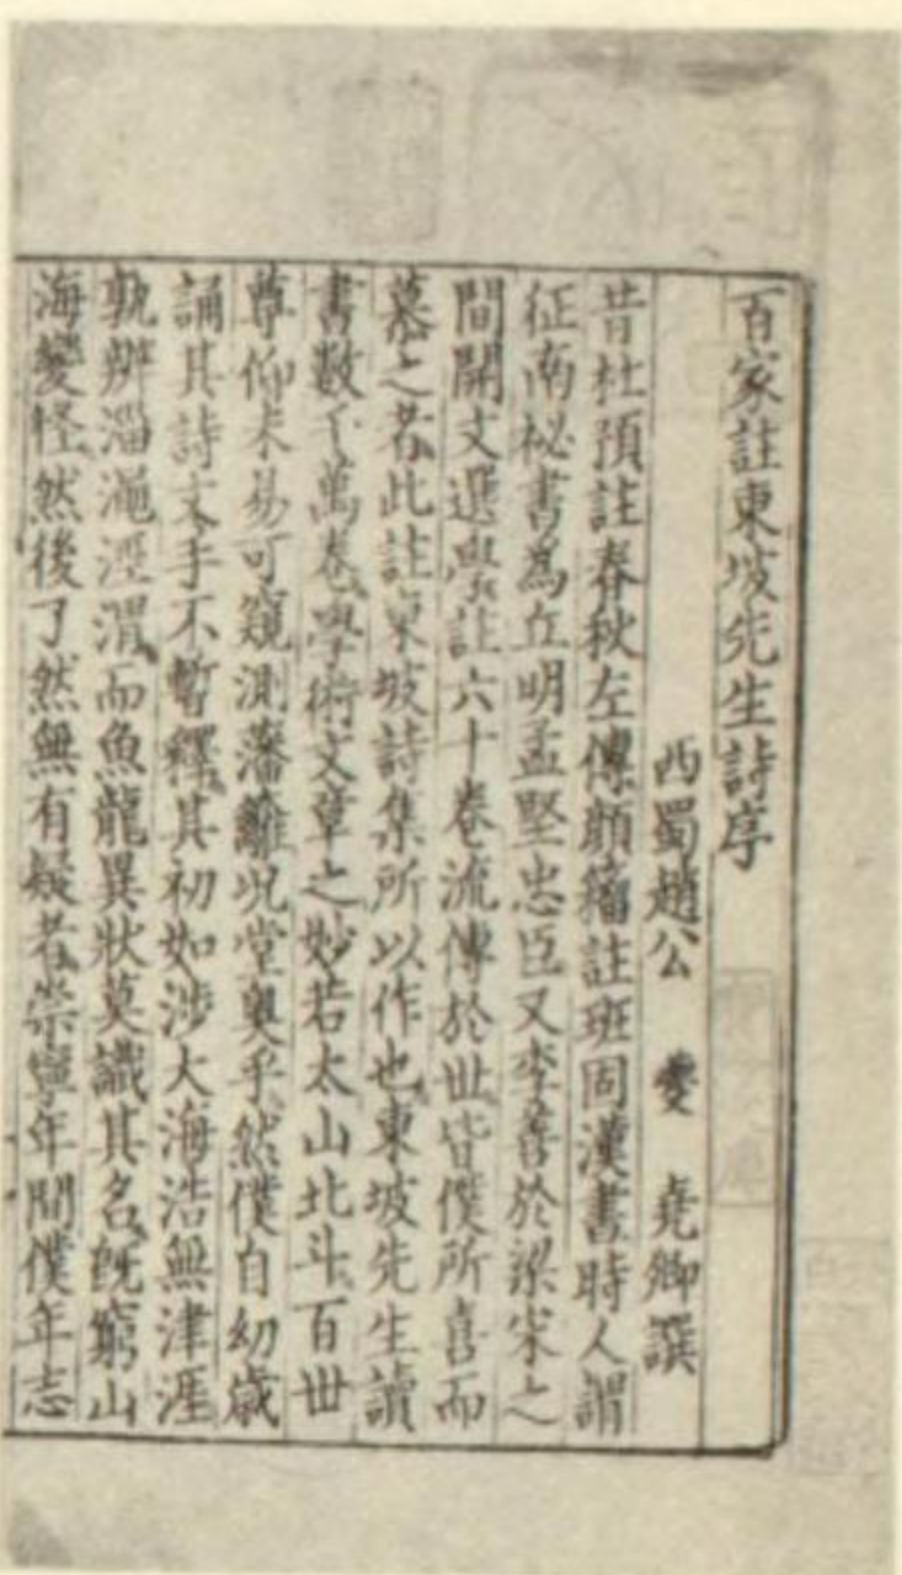 百家註東坡先生詩序
西蜀趙公 夔 堯卿譔
昔杜預註春秋左傳顔籀註班固漢書時人謂
征南祕書為丘明孟堅忠臣又李善於梁宋之
間開文選學註六十卷流傳於世皆僕所喜而
慕之者此註東坡詩集所以作也東坡先生讀
書數千萬卷學術文章之妙若太山北斗百世
尊仰未易可窺測藩籬況堂奧乎然僕自幼歲
誦其詩文手不暫釋其初如涉大海浩無津涯
孰辨淄澠涇渭而魚龍異狀莫識其名既窮山
海變怪然後了然無有疑者崇寧年間僕年志